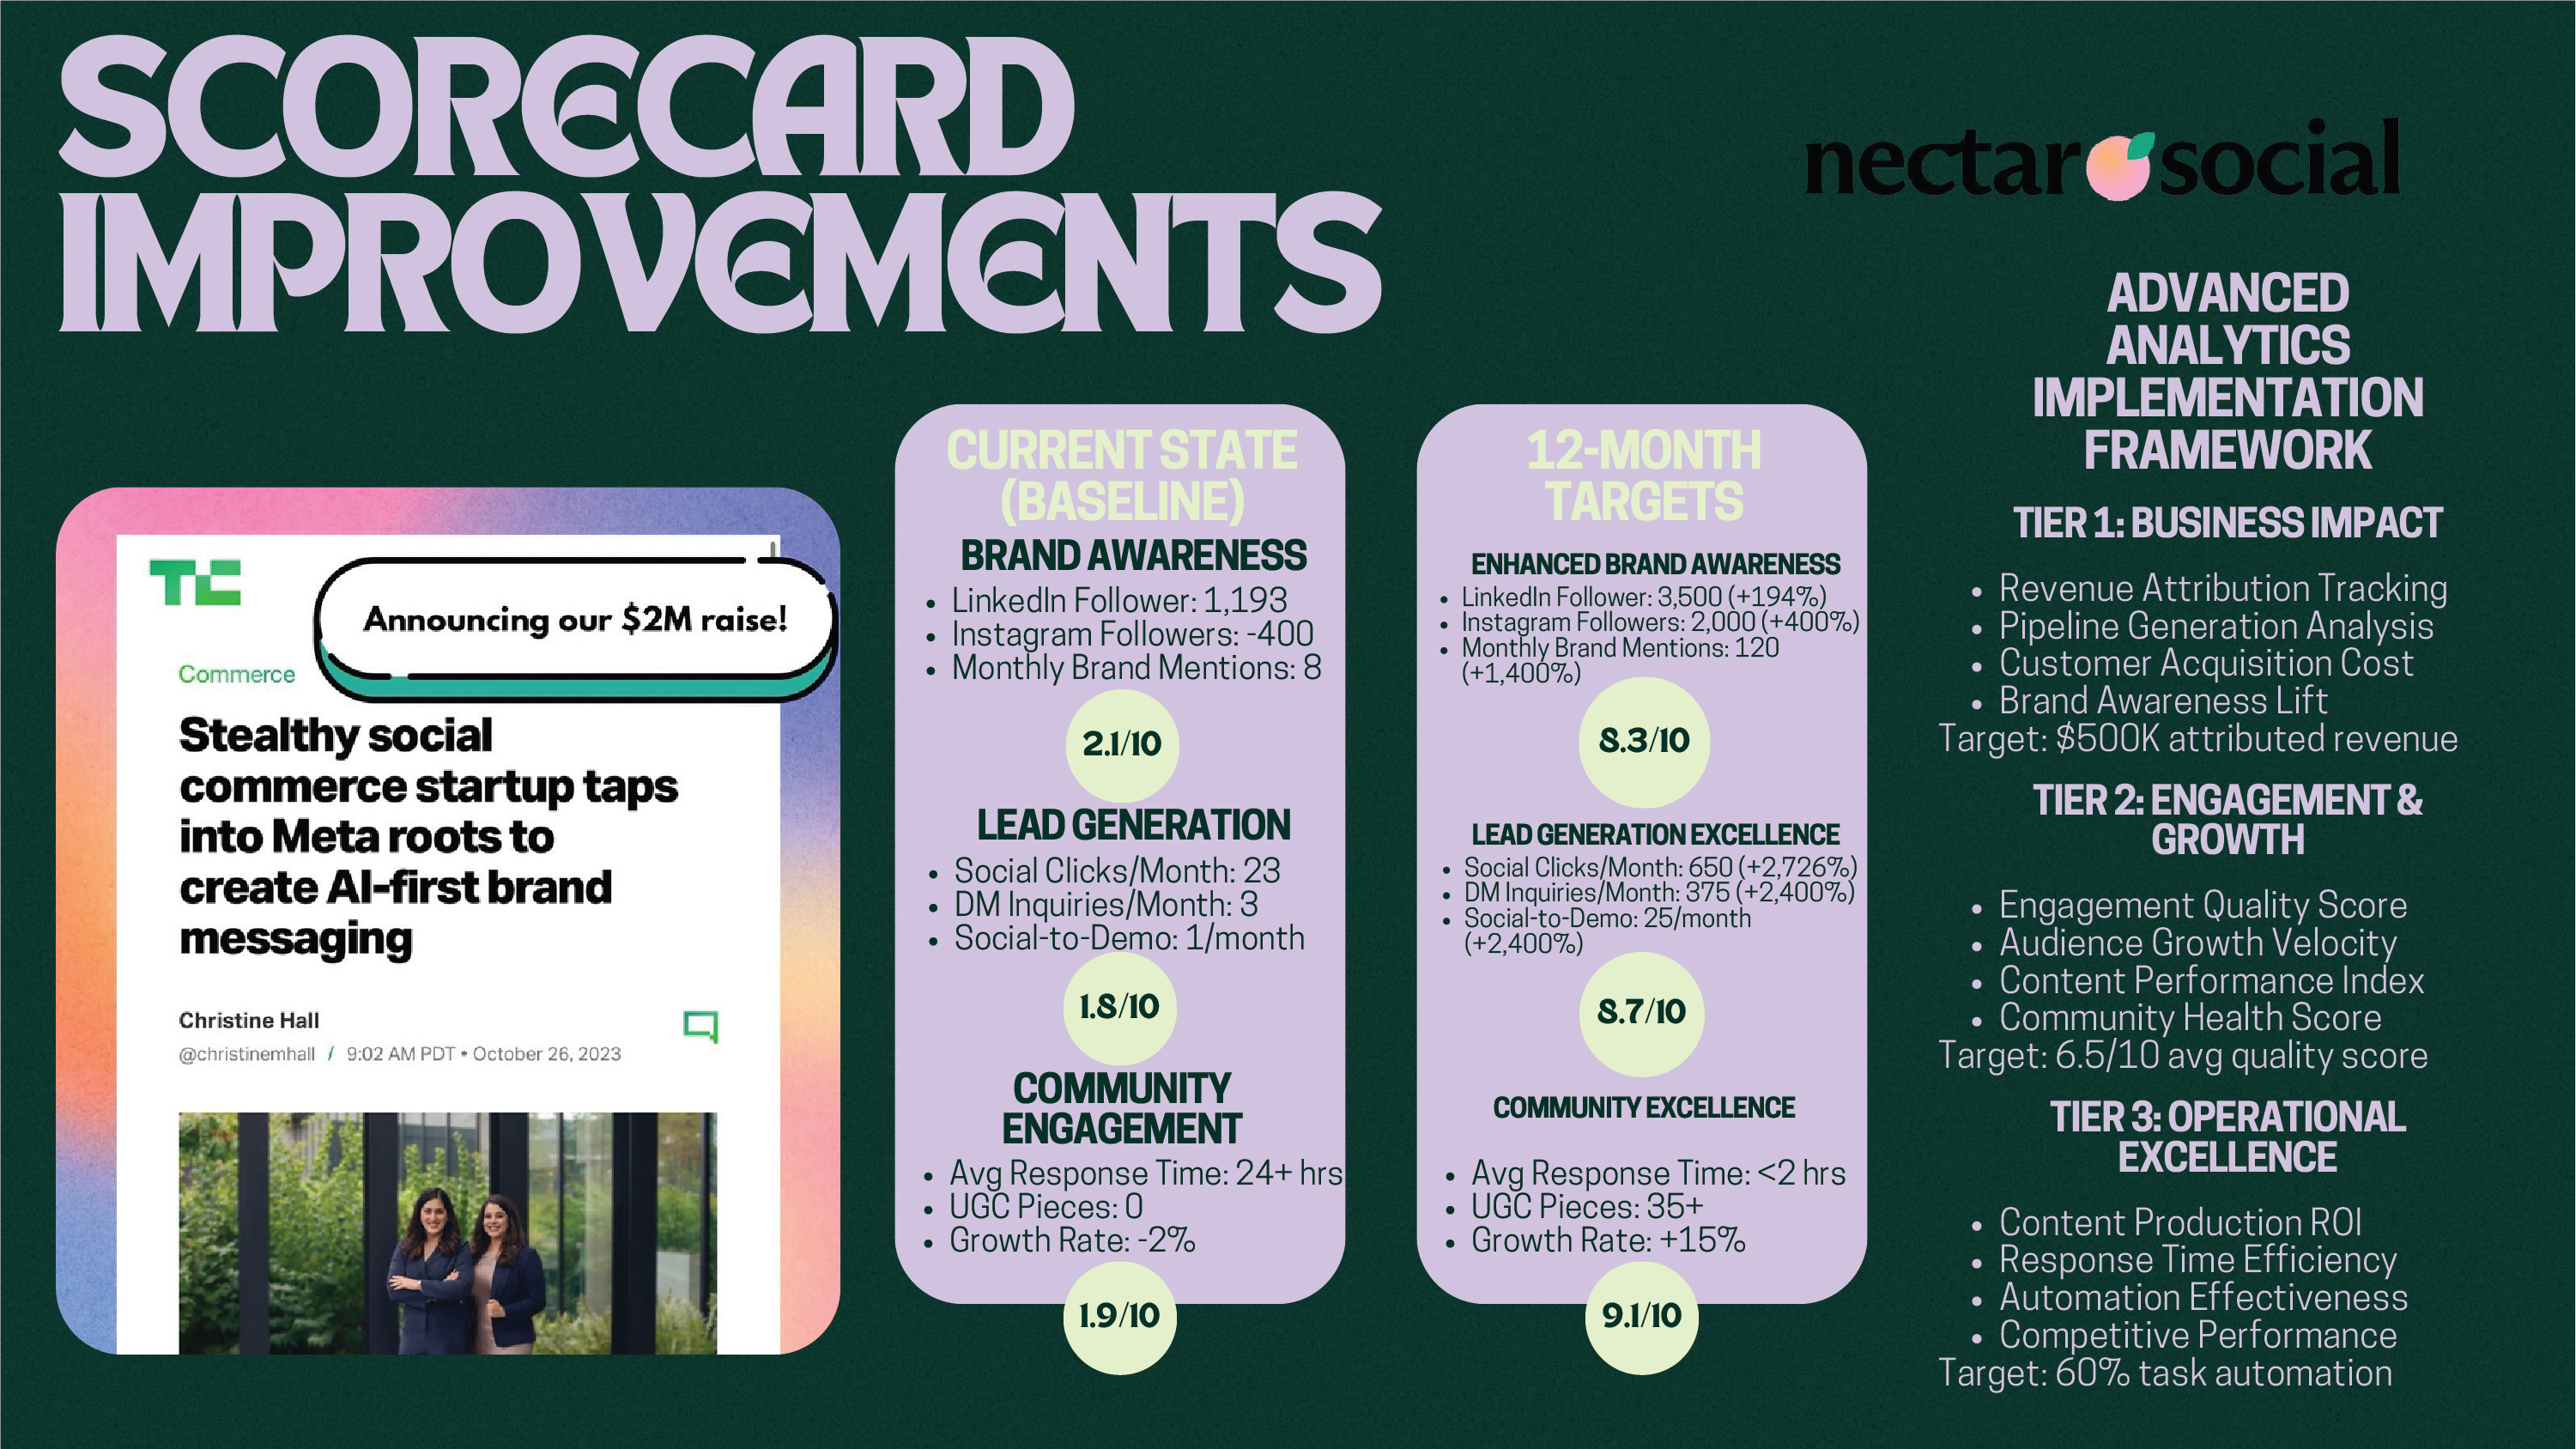 SCORECARD
IMPROVEMENTS
nectar social
TC
Announcing our $2M raise!
Commerce
Stealthy social
commerce startup taps
into Meta roots to
create AI-first brand
messaging
Christine Hall
@christinemhall / 9:02 AM PDT • October 26, 2023
CURRENT STATE
(BASELINE)
BRAND AWARENESS
• LinkedIn Follower: 1,193
• Instagram Followers: -400
• Monthly Brand Mentions: 8
2.1/10
LEAD GENERATION
• Social Clicks/Month: 23
• DM Inquiries/Month: 3
• Social-to-Demo: 1/month
1.8/10
COMMUNITY
ENGAGEMENT
• Avg Response Time: 24+ hrs
• UGC Pieces: 0
• Growth Rate: -2%
1.9/10
12-MONTH
TARGETS
ENHANCED BRAND AWARENESS
• LinkedIn Follower: 3,500 (+194%)
• Instagram Followers: 2,000 (+400%)
• Monthly Brand Mentions: 120
(+1,400%)
8.3/10
LEAD GENERATION EXCELLENCE
• Social Clicks/Month: 650 (+2,726%)
• DM Inquiries/Month: 375 (+2,400%)
• Social-to-Demo: 25/month
(+2,400%)
8.7/10
COMMUNITY EXCELLENCE
• Avg Response Time: <2 hrs
• UGC Pieces: 35+
• Growth Rate: +15%
9.1/10
ADVANCED
ANALYTICS
IMPLEMENTATION
FRAMEWORK
TIER 1: BUSINESS IMPACT
• Revenue Attribution Tracking
• Pipeline Generation Analysis
• Customer Acquisition Cost
• Brand Awareness Lift
Target: $500K attributed revenue
TIER 2: ENGAGEMENT &
GROWTH
• Engagement Quality Score
• Audience Growth Velocity
• Content Performance Index
• Community Health Score
Target: 6.5/10 avg quality score
TIER 3: OPERATIONAL
EXCELLENCE
• Content Production ROI
• Response Time Efficiency
• Automation Effectiveness
• Competitive Performance
Target: 60% task automation